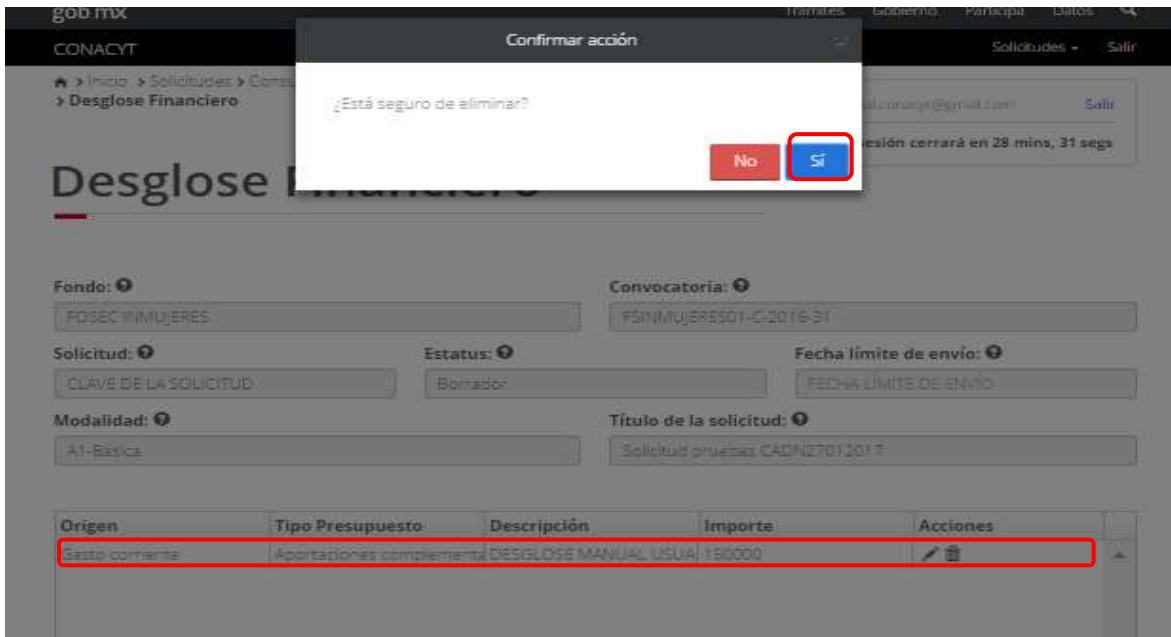 gob mx
Trámites Gobierno Participa Datos
CONACYT
Confirmar acción
Solicitudes Salir
> Inicio > Solicitudes >
> Desglose Financiero
¿Está seguro de eliminar?
Salir
sesión cerrará en 28 mins, 31 segs
No Sí
Desglose Financiero
Fondo: Convocatoria:
FOSEC INMUJERES FSINMUJERES01-C-2016-31
Solicitud: Estatus: Fecha límite de envío:
CLAVE DE LA SOLICITUD Borrador FECHA LÍMITE DE ENVÍO
Modalidad: Título de la solicitud:
A1-Básica Solicitud pruebas CADN27012017
Origen Tipo Presupuesto Descripción Importe Acciones
Gasto corriente Aportaciones complementa DESGLOSE MANUAL USUA 150000